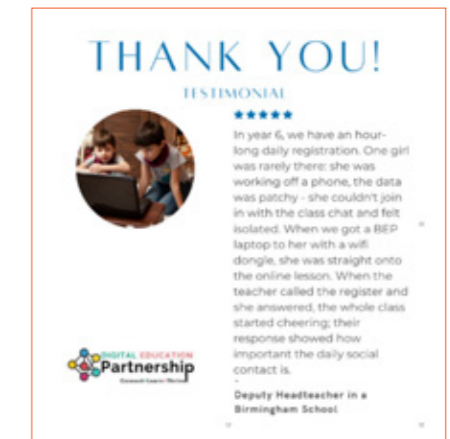 THANK YOU!
TESTIMONIAL
In year 6, we have an hour-
long daily registration. One girl
was rarely there; she was
working off a phone, the data
was patchy - she couldn't join
in with the class chat and felt
isolated. When we got a BEP
laptop to her with a wifi
dongle, she was straight onto
the online lesson. When the
teacher called the register and
she answered, the whole class
started cheering; their
response showed how
important the daily social
contact is.
Deputy Headteacher in a
Birmingham School
DIGITAL EDUCATION
Partnership